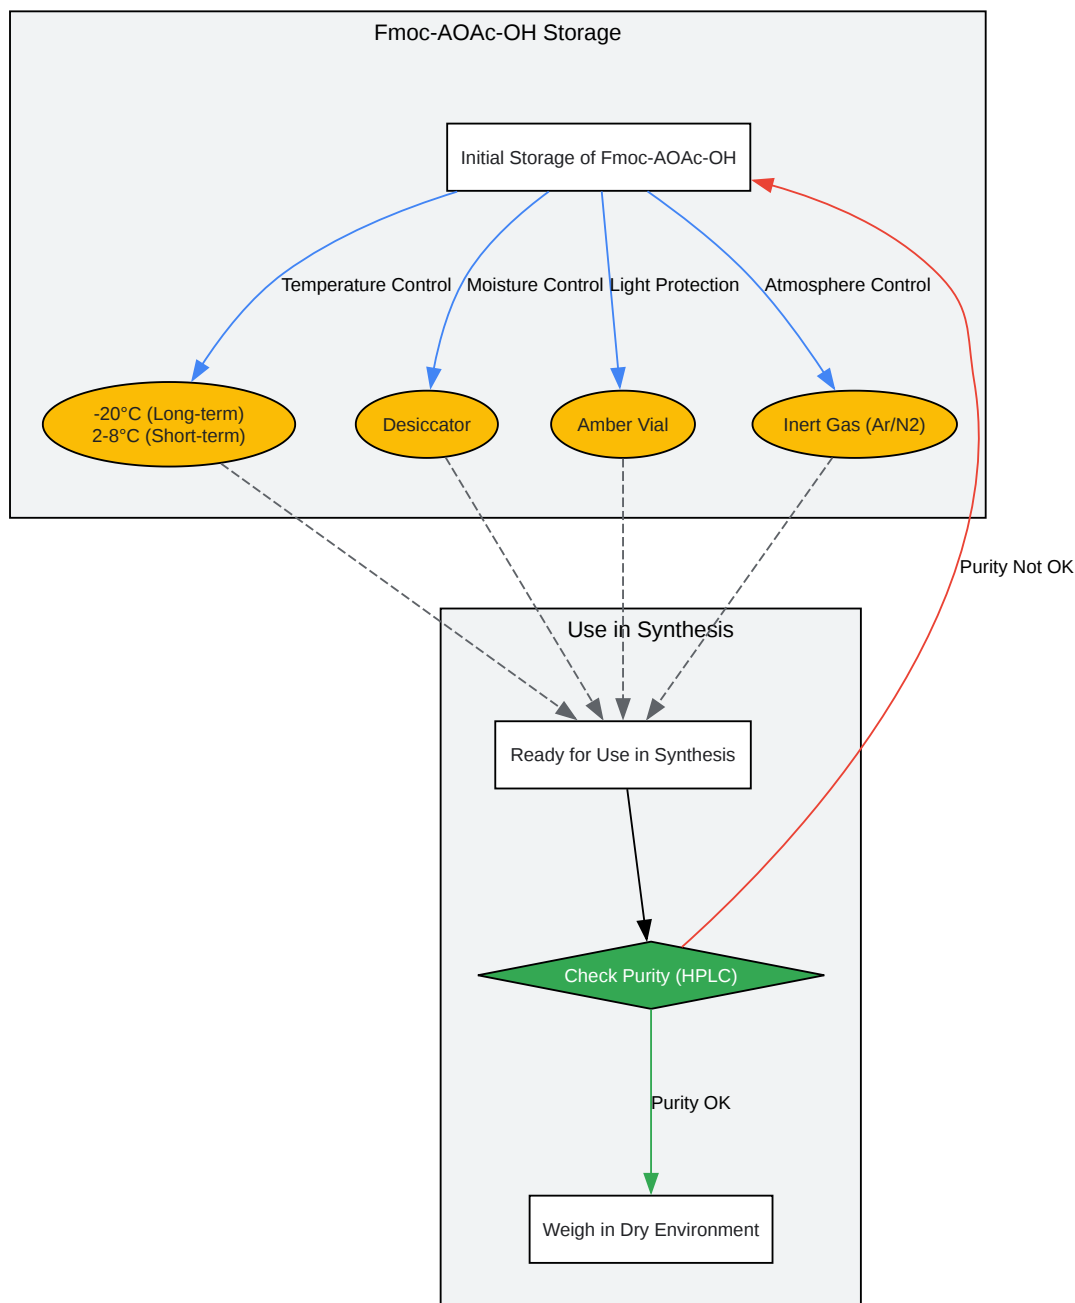 Fmoc-AOAc-OH Storage
Initial Storage of Fmoc-AOAc-OH
Temperature Control
Moisture Control
Light Protection
Atmosphere Control
-20°C (Long-term)
2-8°C (Short-term)
Desiccator
Amber Vial
Inert Gas (Ar/N2)
Purity Not OK
Use in Synthesis
Ready for Use in Synthesis
Check Purity (HPLC)
Purity OK
Weigh in Dry Environment